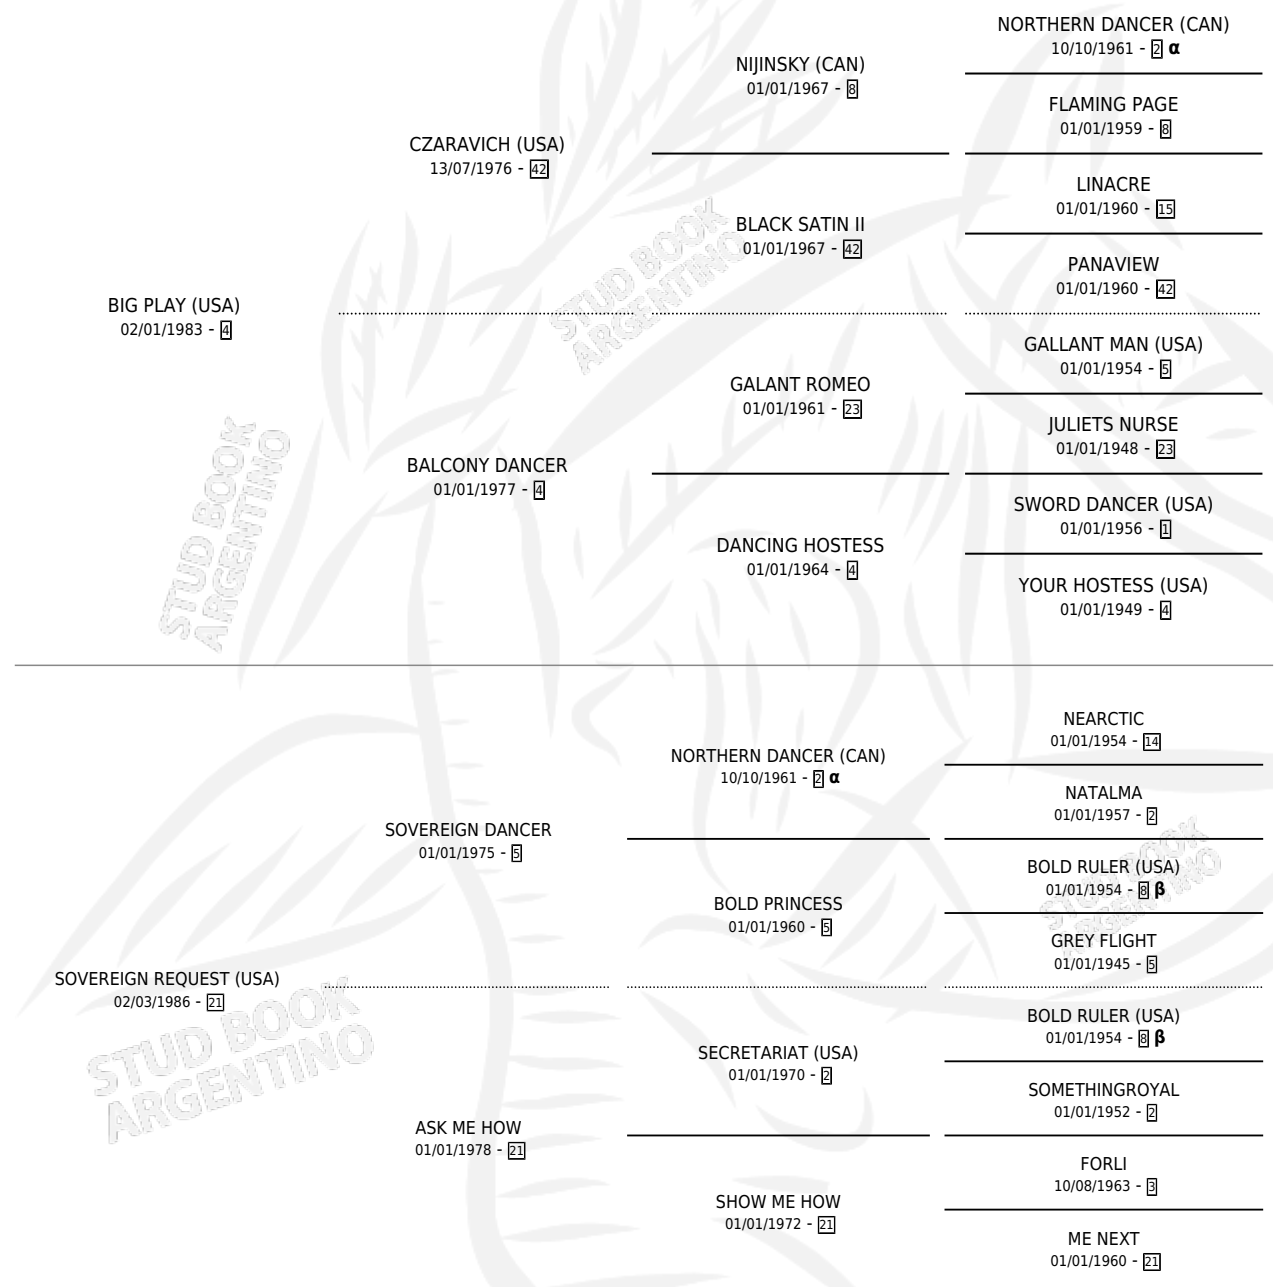 NORTHERN DANCER (CAN)
10/10/1961 - 2 α
NIJINSKY (CAN)
01/01/1967 - 8
FLAMING PAGE
01/01/1959 - 8
CZARAVICH (USA)
13/07/1976 - 42
LINACRE
01/01/1960 - 15
BLACK SATIN II
01/01/1967 - 42
PANAVIEW
01/01/1960 - 42
BIG PLAY (USA)
02/01/1983 - 4
STUD BOOK
ARGENTINO
GALLANT MAN (USA)
01/01/1954 - 5
GALANT ROMEO
01/01/1961 - 23
JULIETS NURSE
01/01/1948 - 23
BALCONY DANCER
01/01/1977 - 4
SWORD DANCER (USA)
01/01/1956 - 1
DANCING HOSTESS
01/01/1964 - 4
YOUR HOSTESS (USA)
01/01/1949 - 4
STUD BOOK
ARGENTINO
NEARCTIC
01/01/1954 - 14
NORTHERN DANCER (CAN)
10/10/1961 - 2 α
NATALMA
01/01/1957 - 2
SOVEREIGN DANCER
01/01/1975 - 5
BOLD RULER (USA)
01/01/1954 - 8 β
BOLD PRINCESS
01/01/1960 - 5
GREY FLIGHT
01/01/1945 - 5
STUD BOOK
ARGENTINO
SOVEREIGN REQUEST (USA)
02/03/1986 - 21
BOLD RULER (USA)
01/01/1954 - 8 β
SECRETARIAT (USA)
01/01/1970 - 2
SOMETHINGROYAL
01/01/1952 - 2
ASK ME HOW
01/01/1978 - 21
FORLI
10/08/1963 - 3
SHOW ME HOW
01/01/1972 - 21
ME NEXT
01/01/1960 - 21
STUD BOOK
ARGENTINO